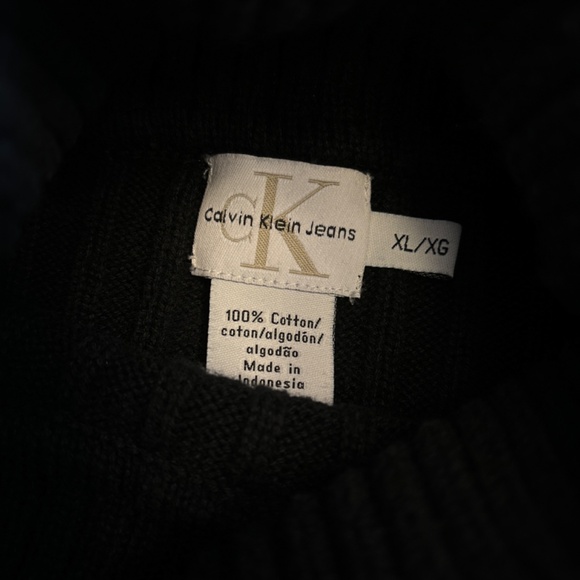 CK
Calvin Klein Jeans
XL/XG
100% Cotton/
coton/algodón/
algodão
Made in
Indonesia